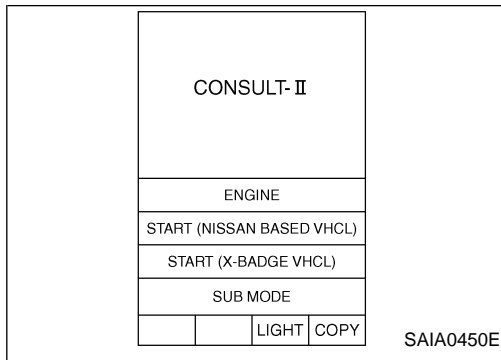 CONSULT-Ⅱ
ENGINE
START (NISSAN BASED VHCL)
START (X-BADGE VHCL)
SUB MODE
LIGHT COPY
SAIA0450E